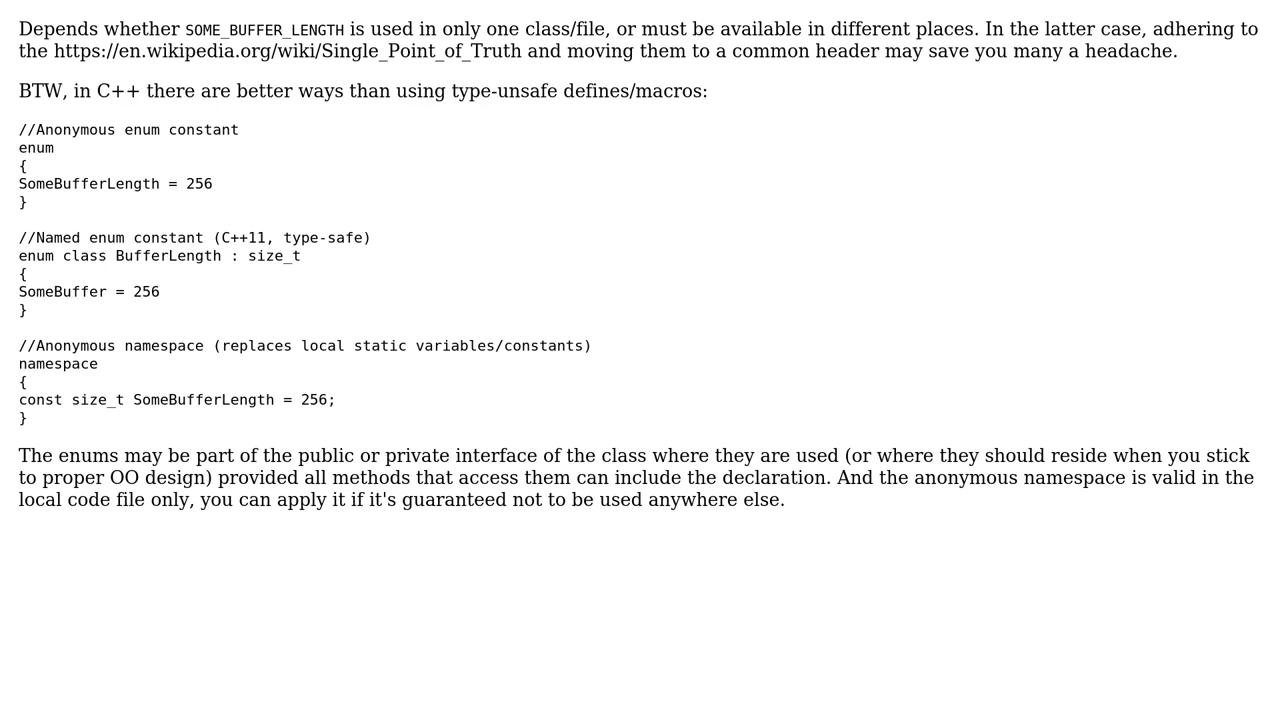 Depends whether SOME_BUFFER_LENGTH is used in only one class/file, or must be available in different places. In the latter case, adhering to
the https://en.wikipedia.org/wiki/Single_Point_of_Truth and moving them to a common header may save you many a headache.
BTW, in C++ there are better ways than using type-unsafe defines/macros:
//Anonymous enum constant
enum
{
SomeBufferLength = 256
}
//Named enum constant (C++11, type-safe)
enum class BufferLength : size_t
{
SomeBuffer = 256
}
//Anonymous namespace (replaces local static variables/constants)
namespace
{
const size_t SomeBufferLength = 256;
}
The enums may be part of the public or private interface of the class where they are used (or where they should reside when you stick
to proper OO design) provided all methods that access them can include the declaration. And the anonymous namespace is valid in the
local code file only, you can apply it if it's guaranteed not to be used anywhere else.